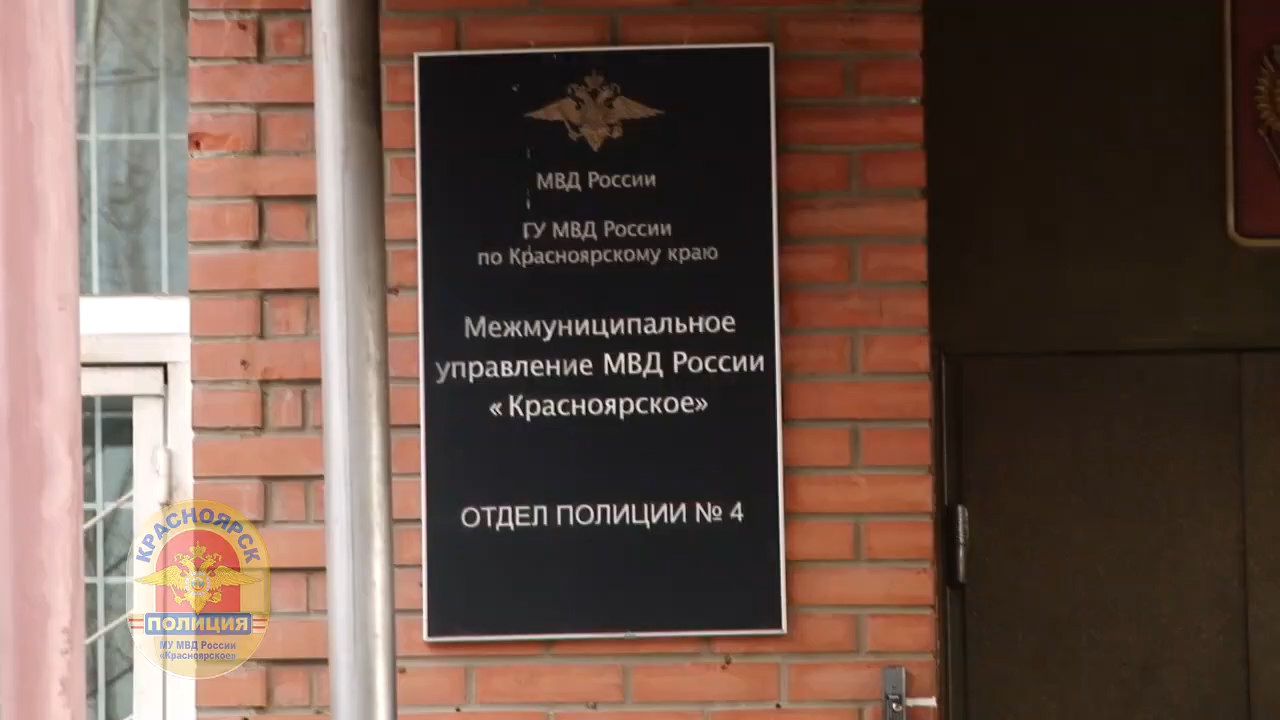 МВД России
ГУ МВД России
по Красноярскому краю
Межмуниципальное
управление МВД России
«Красноярское»
ОТДЕЛ ПОЛИЦИИ № 4
КРАСНОЯРСК
ПОЛИЦИЯ
МУ МВД России
«Красноярское»